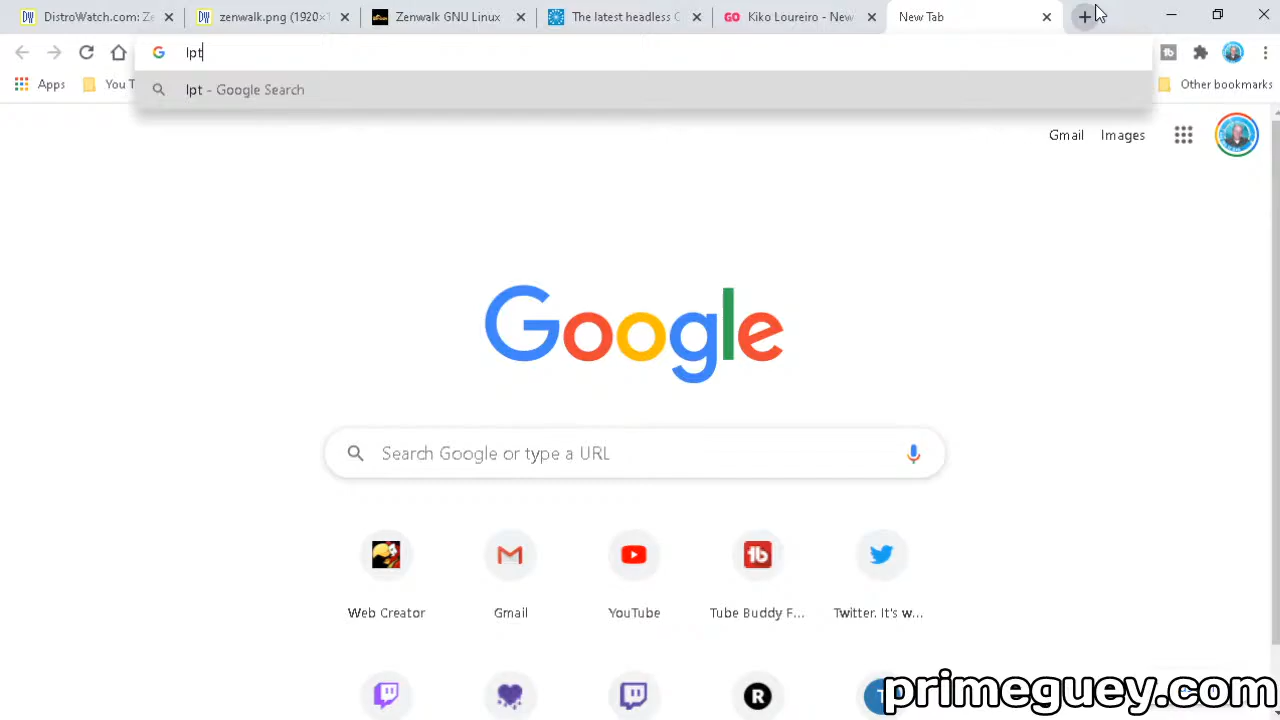 DistroWatch.com: Ze
zenwalk.png (1920×1
Zenwalk GNU Linux
The latest headless C
Kiko Loureiro - New
New Tab
lpt
Apps
You T
lpt - Google Search
Other bookmarks
Gmail
Images
Google
Search Google or type a URL
Web Creator
Gmail
YouTube
Tube Buddy F...
Twitter. It's w...
primeguey.com